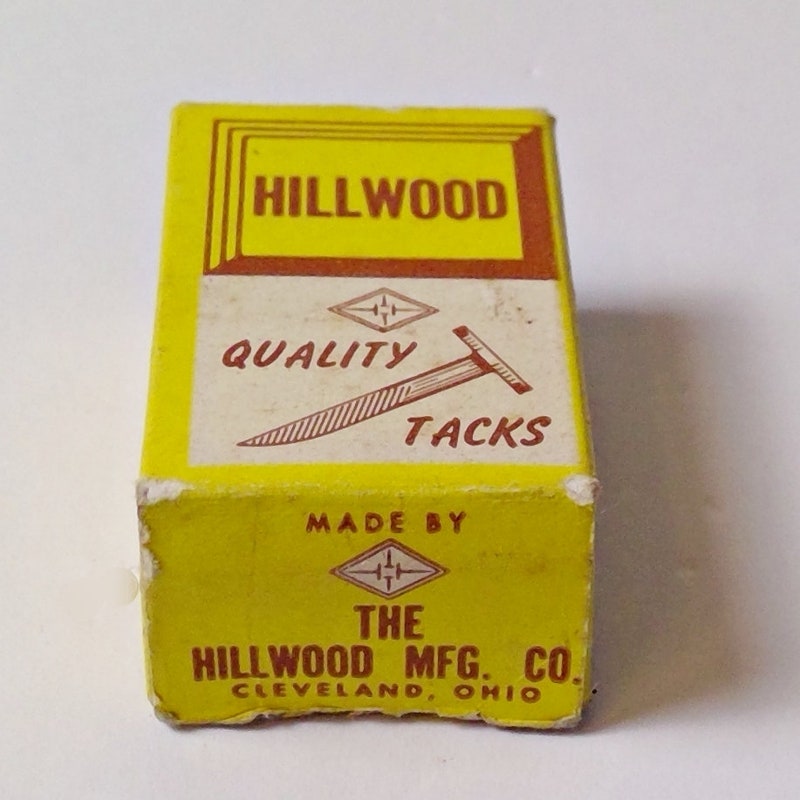 HILLWOOD
QUALITY
TACKS
MADE BY
THE
HILLWOOD MFG. CO.
CLEVELAND, OHIO